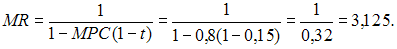 MR = 1 / (1 − MPC(1 − t)) = 1 / (1 − 0,8(1 − 0,15)) = 1 / 0,32 = 3,125.